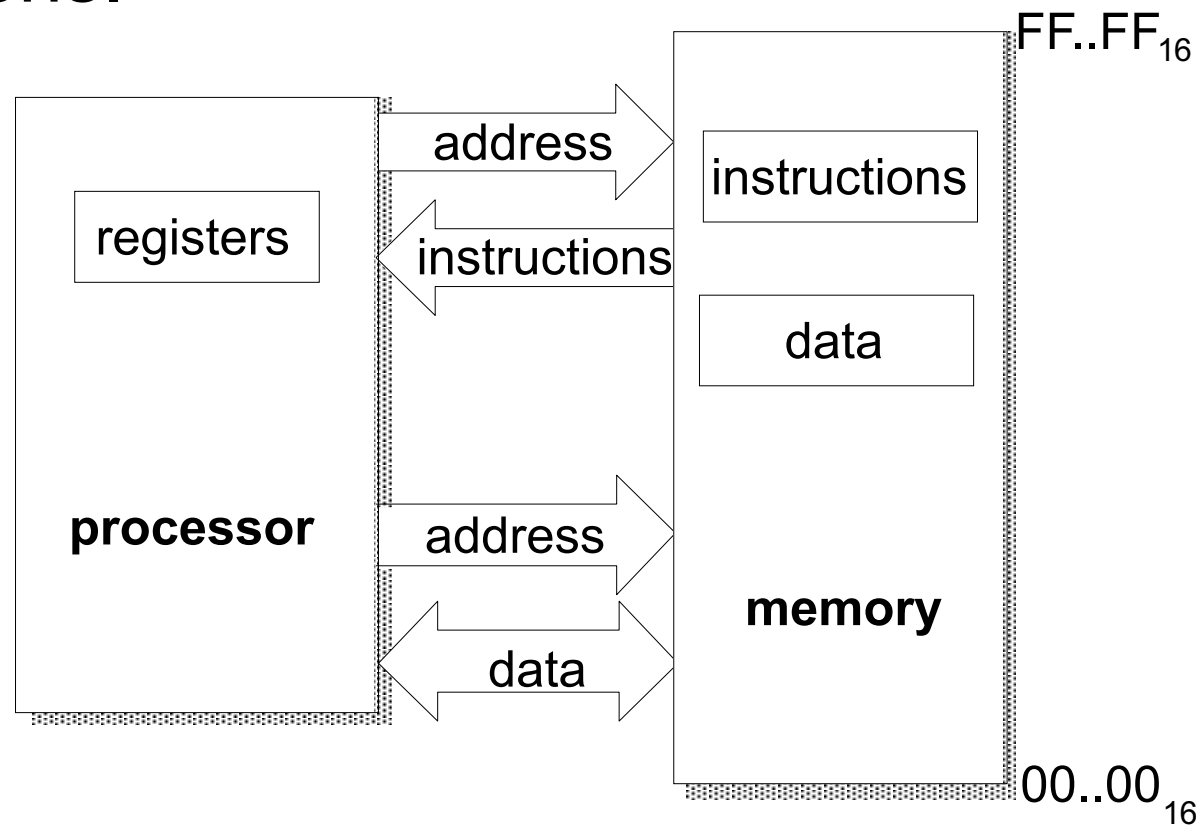 FF..FF16
address
instructions
registers
instructions
data
processor
address
memory
data
00..0016